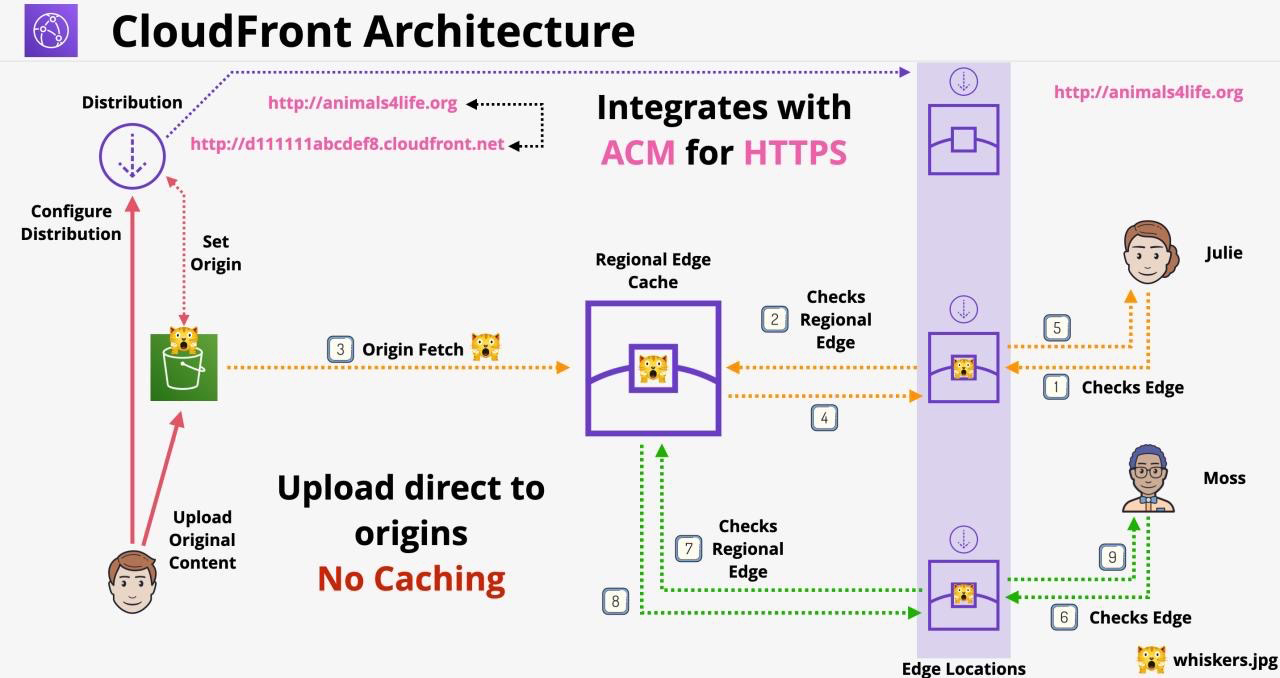 CloudFront Architecture
Distribution
http://animals4life.org
http://d111111abcdef8.cloudfront.net
Integrates with
ACM for HTTPS
http://animals4life.org
Configure
Distribution
Set
Origin
Regional Edge
Cache
Julie
2
Checks
Regional
Edge
5
3
Origin Fetch
1
Checks Edge
4
Upload direct to
origins
No Caching
Moss
Upload
Original
Content
7
Checks
Regional
Edge
9
8
6
Checks Edge
whiskers.jpg
Edge Locations